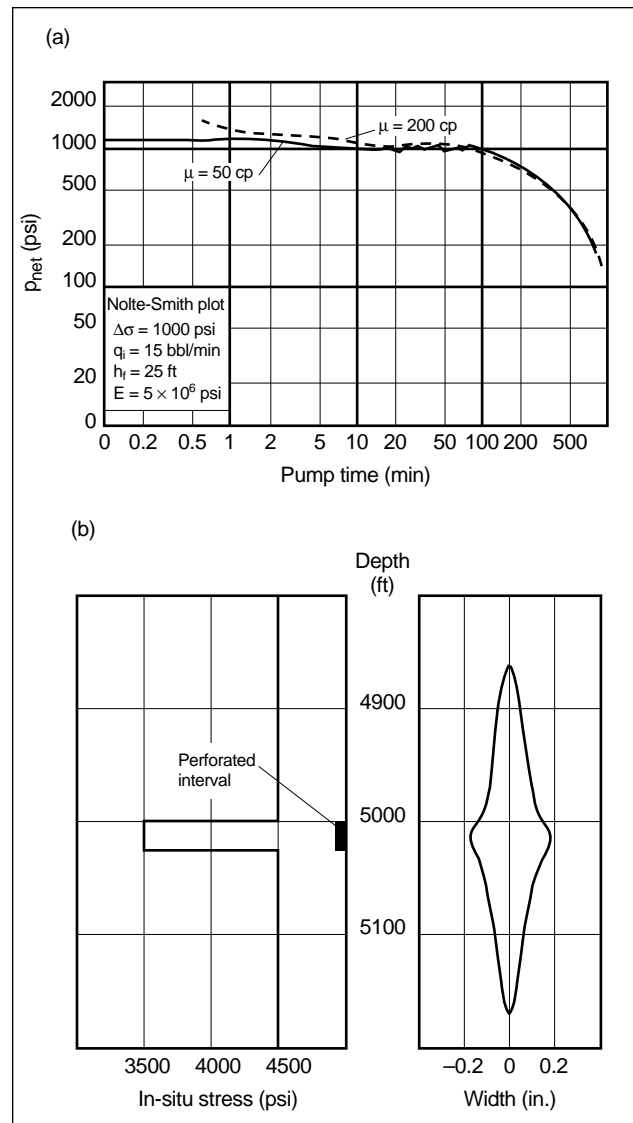 (a)
2000
1000
500
200
100
50
20
0
p_net (psi)
μ = 200 cp
μ = 50 cp
Nolte-Smith plot
Δσ = 1000 psi
q_i = 15 bbl/min
h_f = 25 ft
E = 5 × 10⁶ psi
0 0.2 0.5 1 2 5 10 20 50 100 200 500
Pump time (min)
(b)
Depth
(ft)
4900
Perforated
interval
5000
5100
3500 4000 4500
In-situ stress (psi)
−0.2 0 0.2
Width (in.)